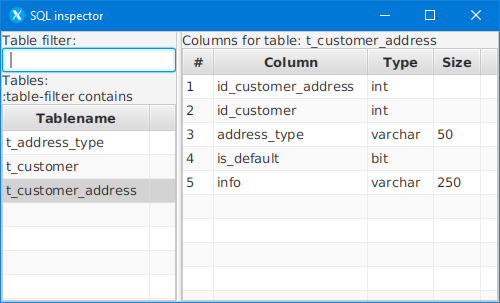 SQL inspector
Table filter:
Tables:
:table-filter contains
Tablename
t_address_type
t_customer
t_customer_address
Columns for table: t_customer_address
# Column Type Size
1 id_customer_address int
2 id_customer int
3 address_type varchar 50
4 is_default bit
5 info varchar 250